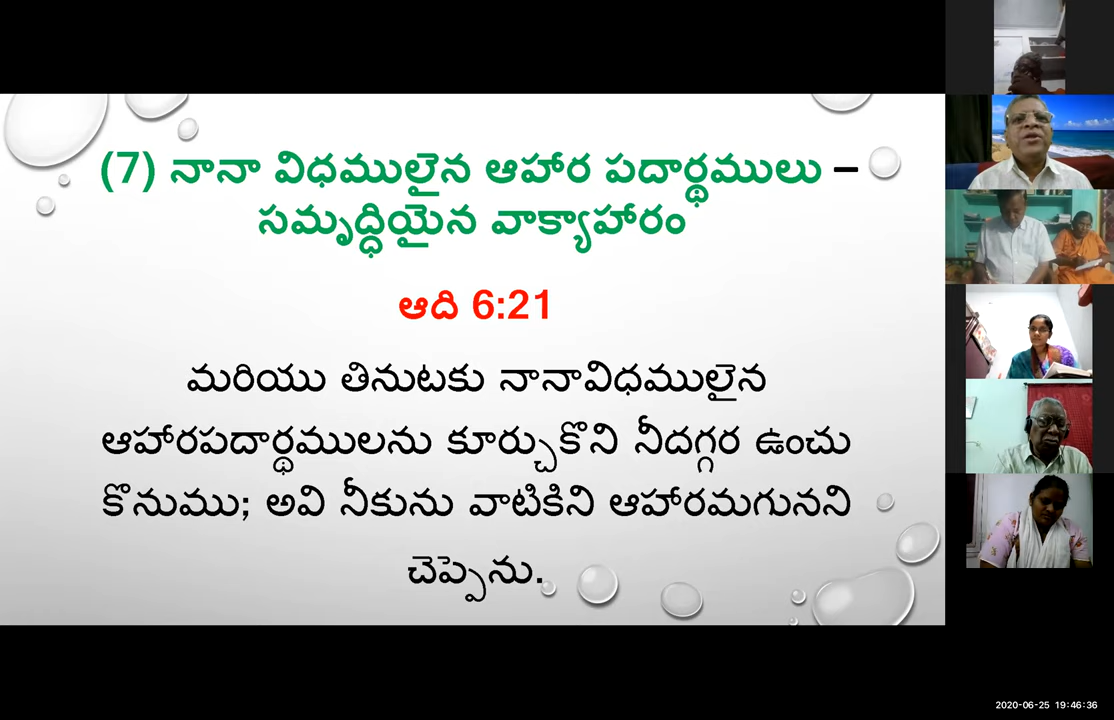 (7) నానా విధములైన ఆహార పదార్థములు –
సమృద్ధియైన వాక్యాహారం
ఆది 6:21
మరియు తినుటకు నానావిధములైన
ఆహారపదార్థములను కూర్చుకొని నీదగ్గర ఉంచు
కొనుము; అవి నీకును వాటికిని ఆహారమగునని
చెప్పెను.
2020-06-25 19:46:36